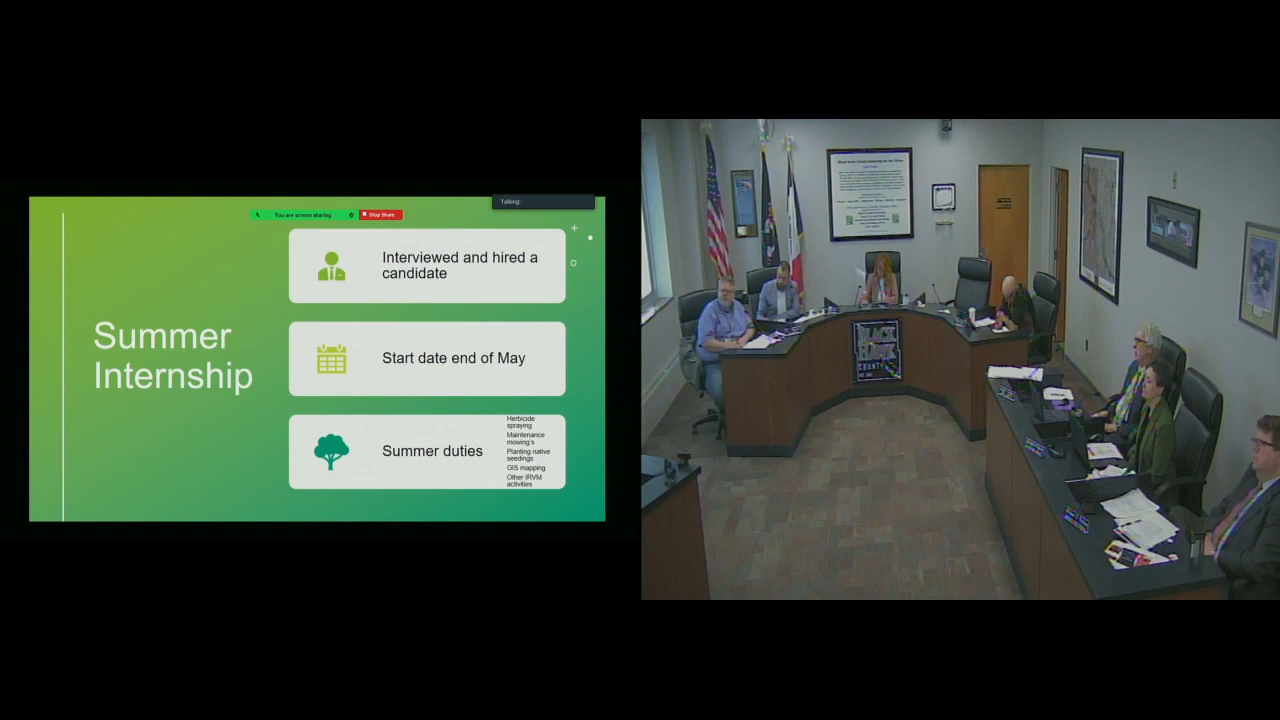 Talking:
You are screen sharing
Stop Share
Summer
Internship
Interviewed and hired a
candidate
Start date end of May
Summer duties
Herbicide
spraying
Maintenance
mowing's
Planting native
seedings
GIS mapping
Other IRVM
activities
BLACK
HAWK
COUNTY